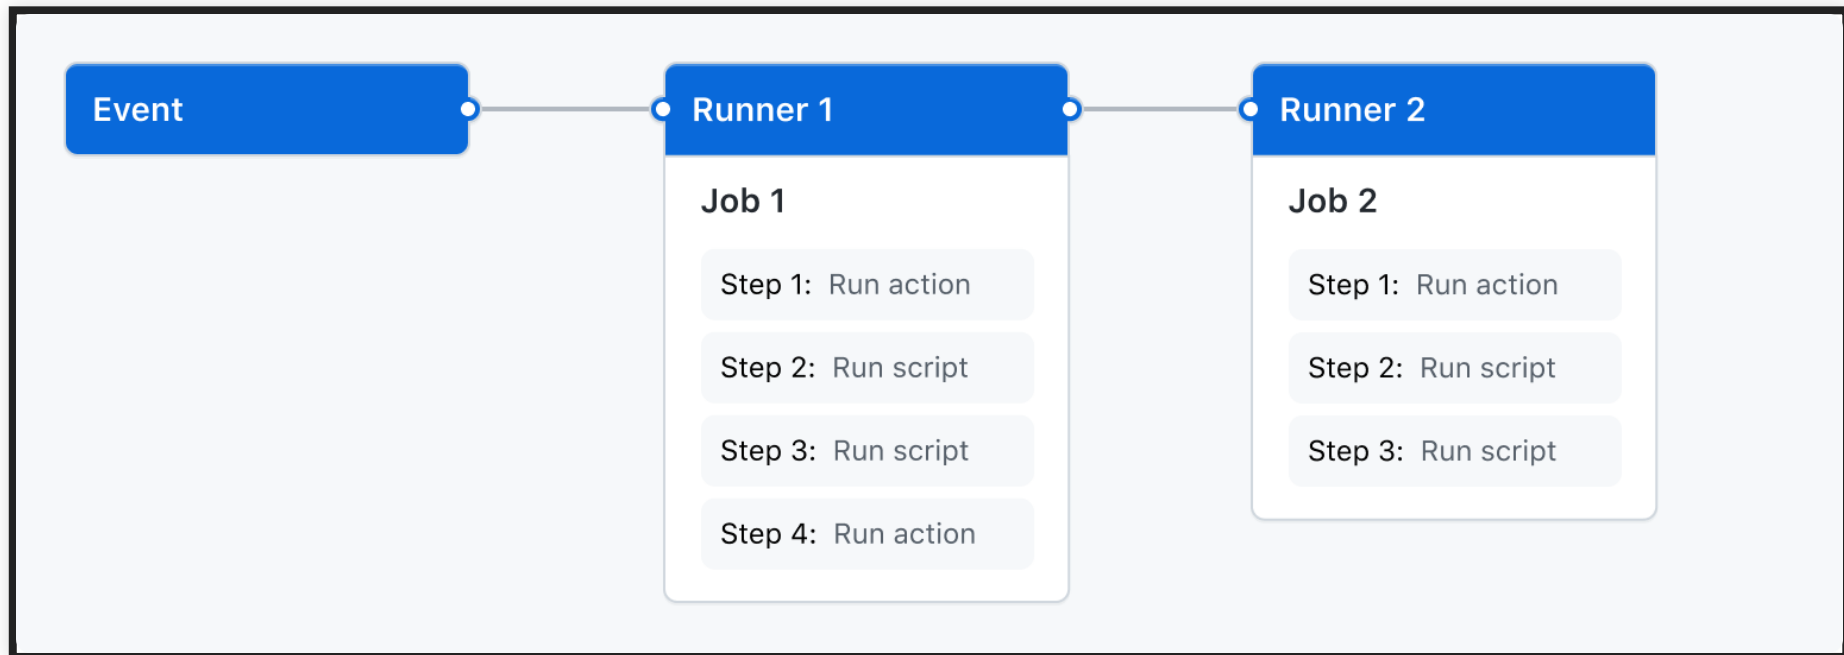 Event
Runner 1
Job 1
Step 1: Run action
Step 2: Run script
Step 3: Run script
Step 4: Run action
Runner 2
Job 2
Step 1: Run action
Step 2: Run script
Step 3: Run script